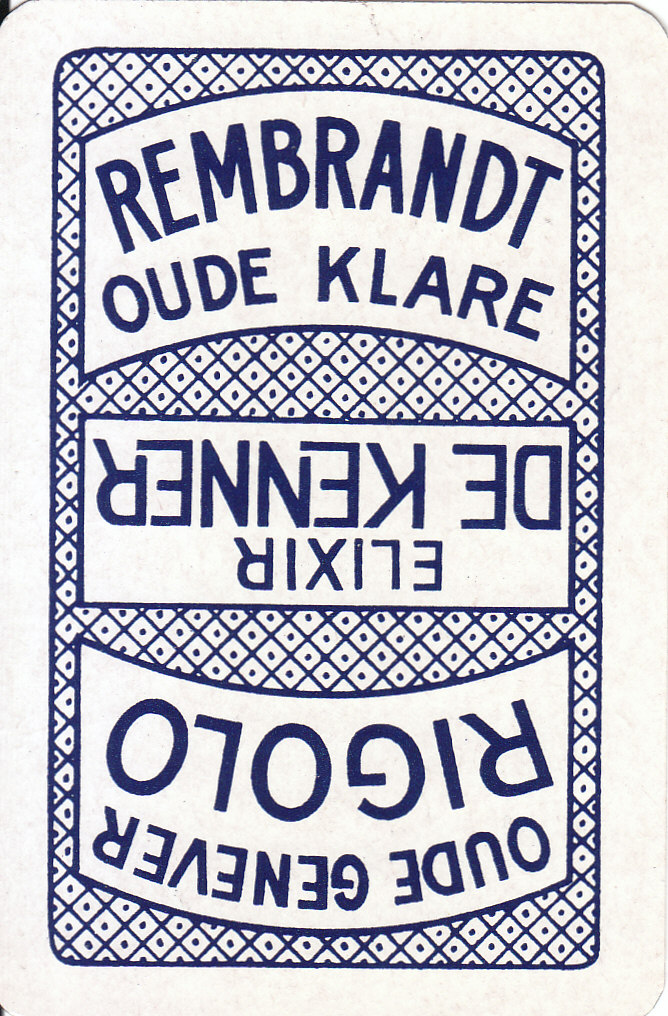 REMBRANDT
OUDE KLARE
ELIXIR
DE KENNER
OUDE GENEVER
RIGOLO